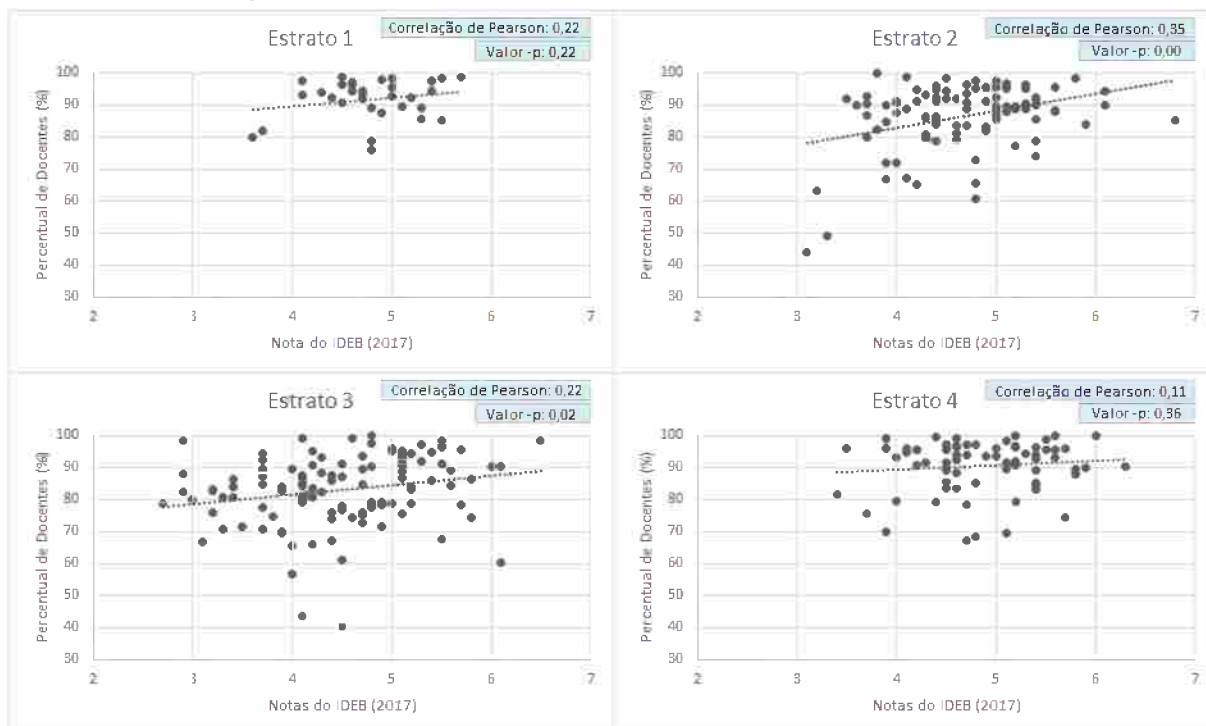 Estrato 1
Correlação de Pearson: 0,22
Valor -p: 0,22
Percentual de Docentes (%)
100
90
80
70
60
50
40
30
2
3
4
5
6
7
Nota do IDEB (2017)
Estrato 2
Correlação de Pearson: 0,35
Valor -p: 0,00
Percentual de Docentes (%)
100
90
80
70
60
50
40
30
2
3
4
5
6
7
Notas do IDEB (2017)
Estrato 3
Correlação de Pearson: 0,22
Valor -p: 0,02
Percentual de Docentes (%)
100
90
80
70
60
50
40
30
2
3
4
5
6
7
Notas do IDEB (2017)
Estrato 4
Correlação de Pearson: 0,11
Valor -p: 0,36
Percentual de Docentes (%)
100
90
80
70
60
50
40
30
2
3
4
5
6
7
Notas do IDEB (2017)